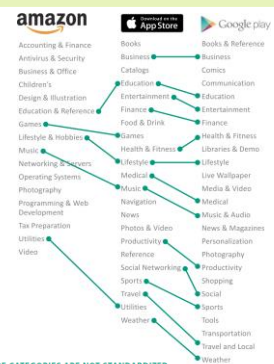 amazon
Accounting & Finance
Antivirus & Security
Business & Office
Children's
Design & Illustration
Education & Reference
Games
Lifestyle & Hobbies
Music
Networking & Servers
Operating Systems
Photography
Programming & Web
Development
Tax Preparation
Utilities
Video
Download on the
App Store
Books
Business
Catalogs
Education
Entertainment
Finance
Food & Drink
Games
Health & Fitness
Lifestyle
Medical
Music
Navigation
News
Photos & Video
Productivity
Reference
Social Networking
Sports
Travel
Utilities
Weather
Google play
Books & Reference
Business
Comics
Communication
Education
Entertainment
Finance
Health & Fitness
Libraries & Demo
Lifestyle
Live Wallpaper
Media & Video
Medical
Music & Audio
News & Magazines
Personalization
Photography
Productivity
Shopping
Social
Sports
Tools
Transportation
Travel and Local
Weather
CATEGORIES ARE NOT STANDARDIZED